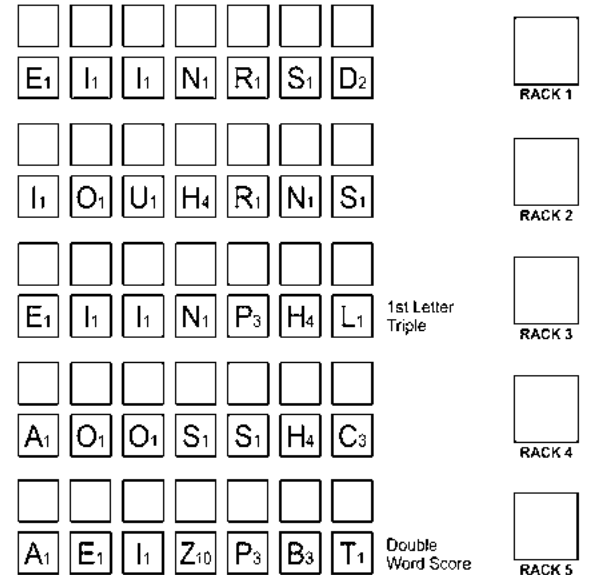 E1 I1 I1 N1 R1 S1 D2
RACK 1
I1 O1 U1 H4 R1 N1 S1
RACK 2
E1 I1 I1 N1 P3 H4 L1
1st Letter
Triple
RACK 3
A1 O1 O1 S1 S1 H4 C3
RACK 4
A1 E1 I1 Z10 P3 B3 T1
Double
Word Score
RACK 5